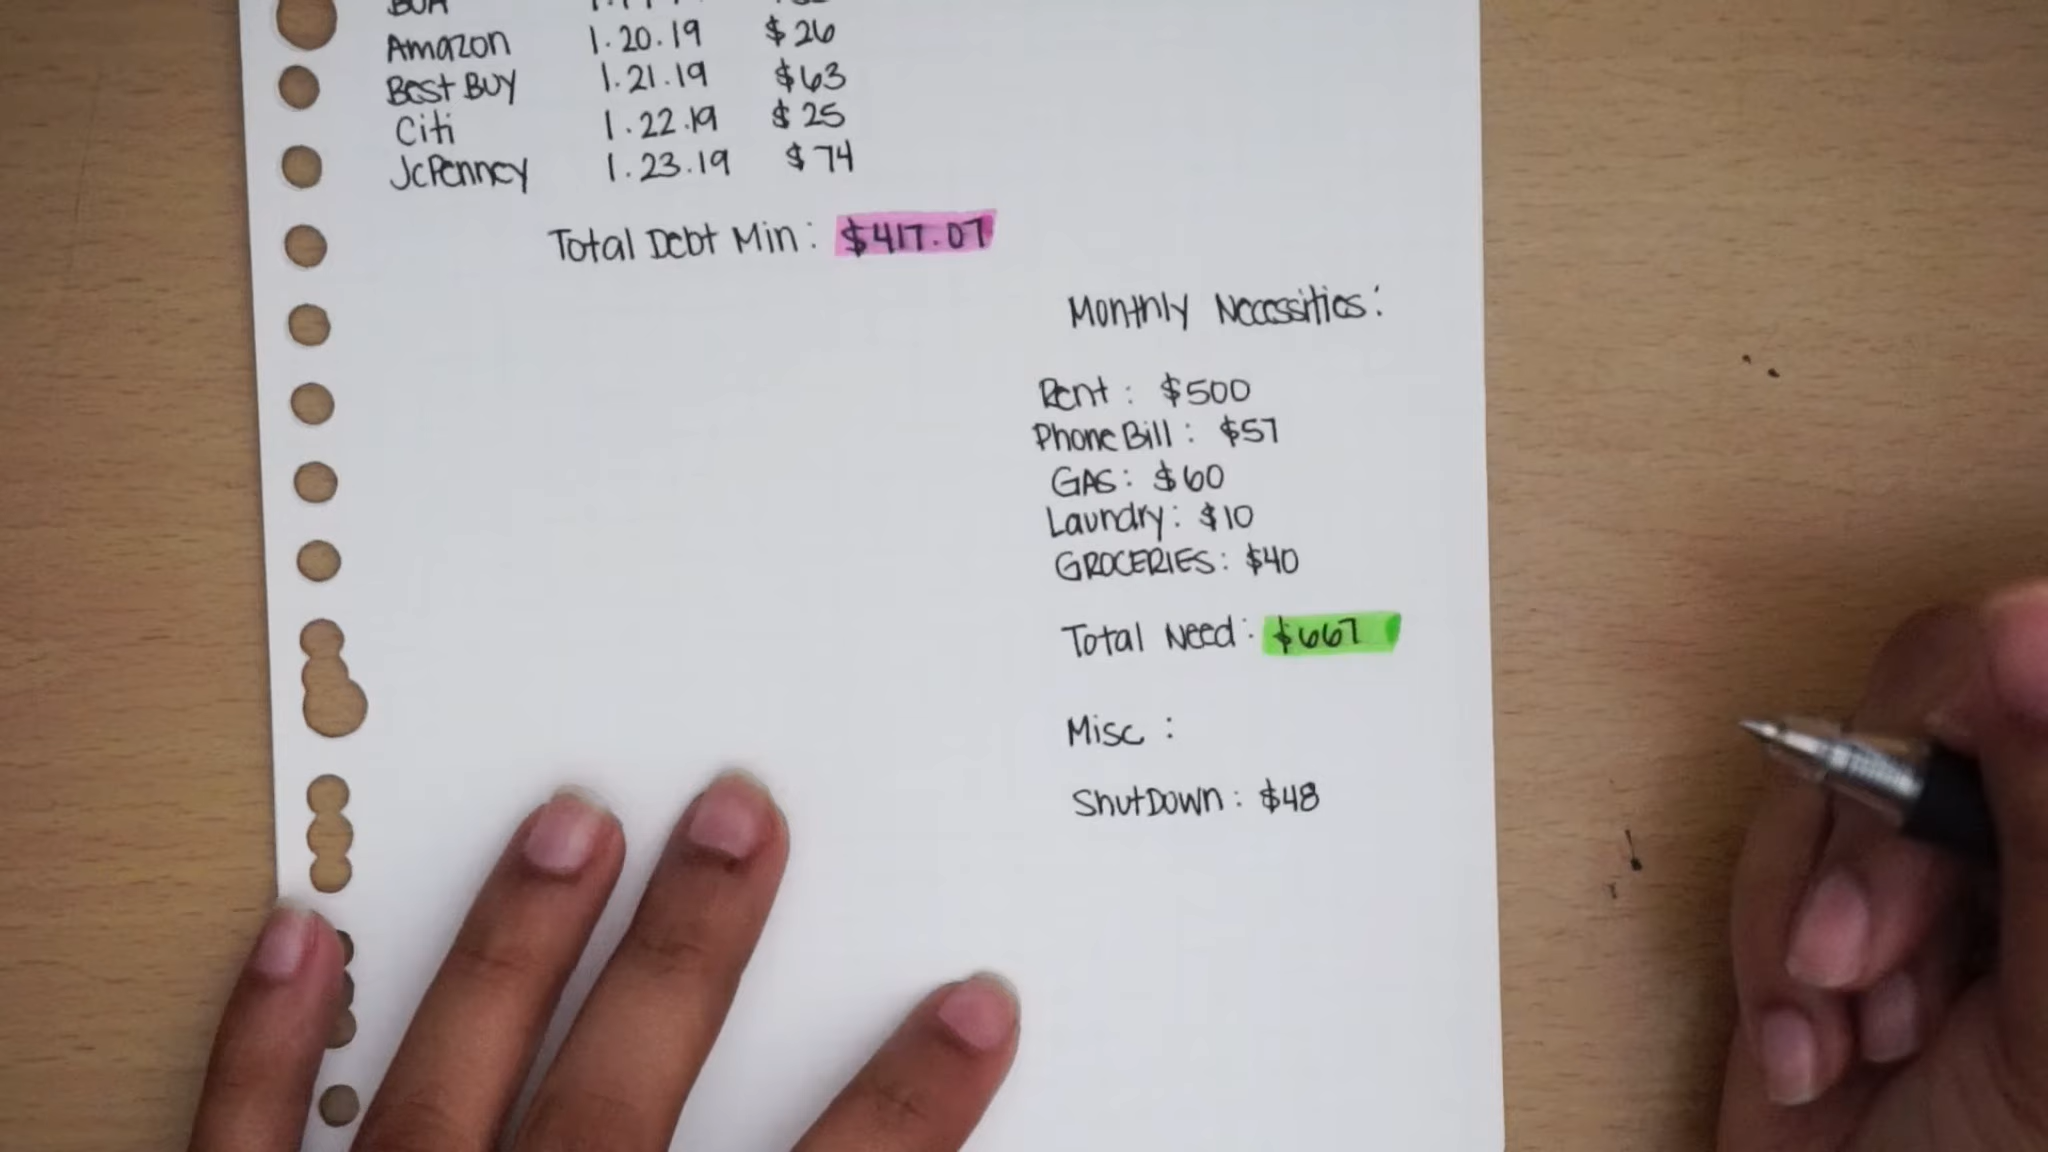 BOA
Amazon 1.20.19 $26
Best Buy 1.21.19 $63
Citi 1.22.19 $25
JcPenney 1.23.19 $74
Total Debt Min: $417.07
Monthly Necessities:
Rent: $500
Phone Bill: $57
GAS: $60
Laundry: $10
GROCERIES: $40
Total Need: $667
Misc:
ShutDown: $48